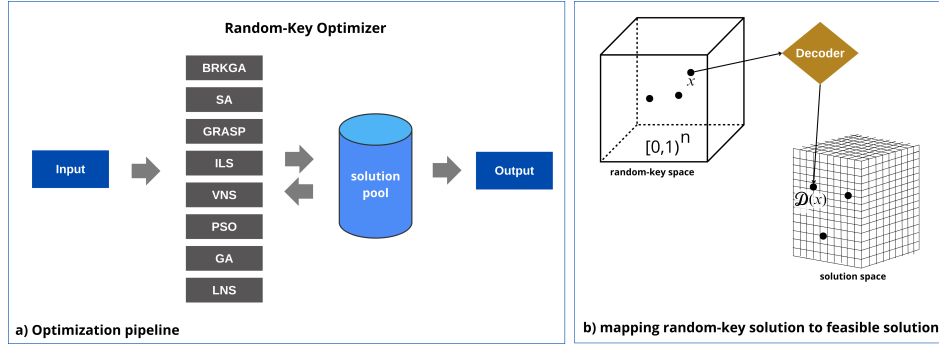 Random-Key Optimizer
BRKGA
SA
GRASP
ILS
VNS
PSO
GA
LNS
Input
solution
pool
Output
a) Optimization pipeline
Decoder
x
[0,1)^n
random-key space
𝒟(x)
solution space
b) mapping random-key solution to feasible solution